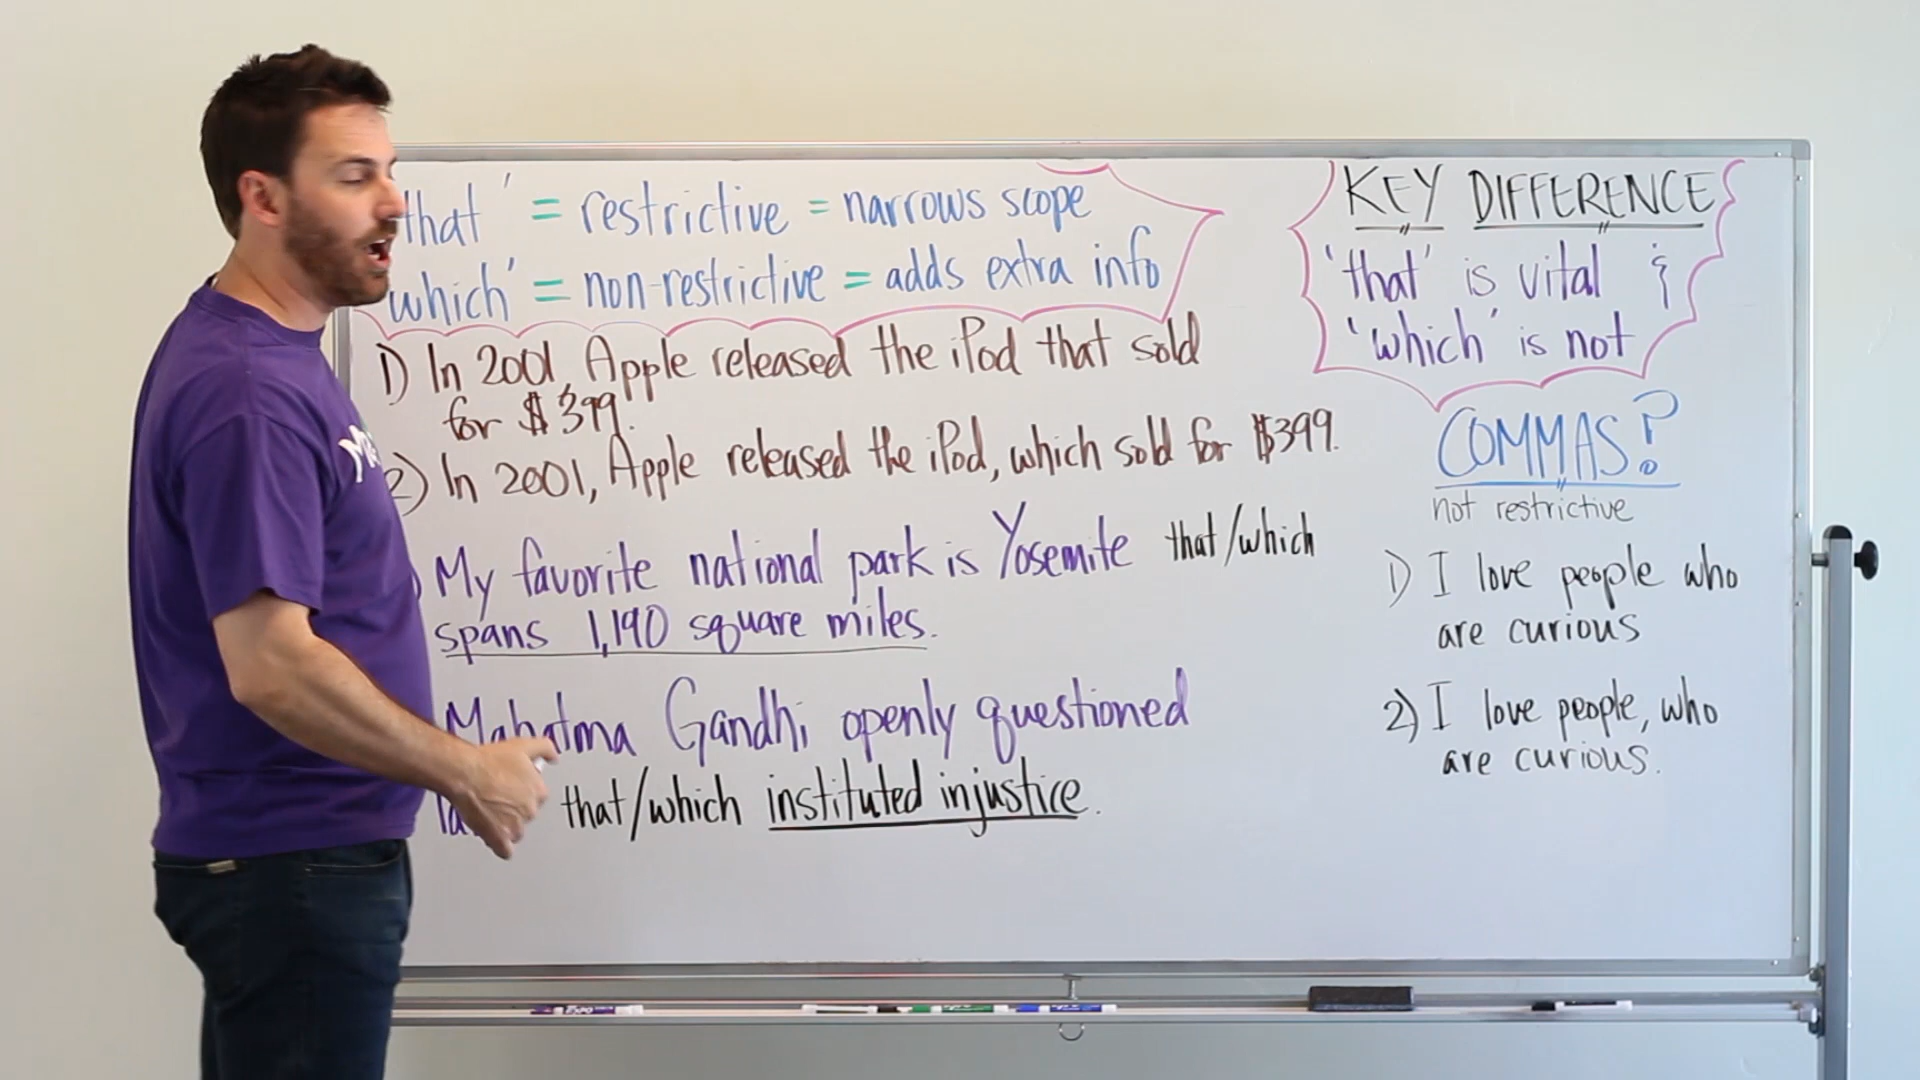 that' = restrictive = narrows scope
which' = non-restrictive = adds extra info
1) In 2001, Apple released the iPod that sold
for $399.
2) In 2001, Apple released the iPod, which sold for $399.
My favorite national park is Yosemite that/which
spans 1,190 square miles.
Mahatma Gandhi openly questioned
that/which instituted injustice.
KEY DIFFERENCE
'that' is vital &
'which' is not
COMMAS?
not restrictive
1) I love people who
are curious
2) I love people, who
are curious.
EXPO